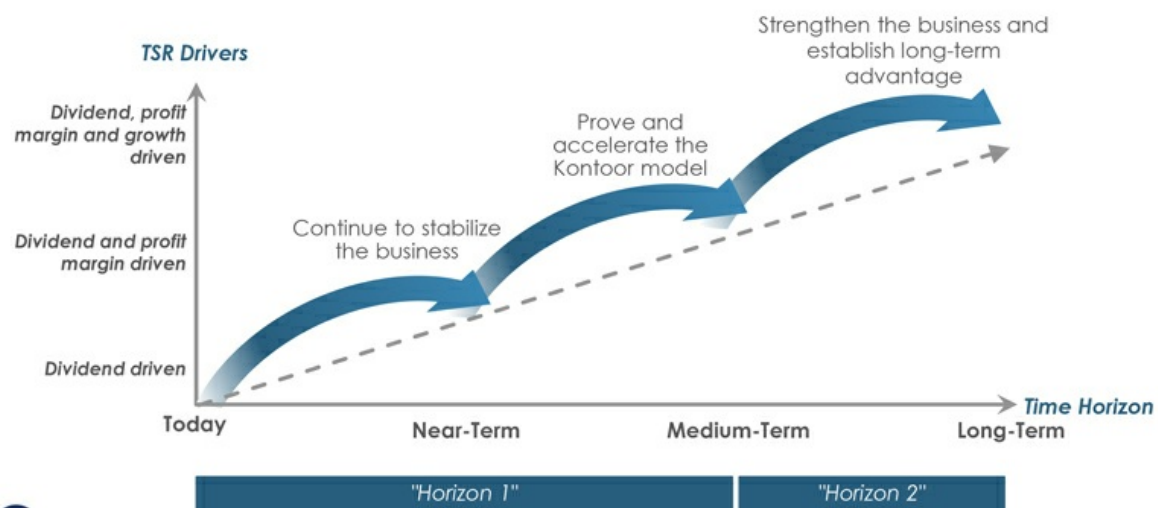 Strengthen the business and
establish long-term
advantage
TSR Drivers
Dividend, profit
margin and growth
driven
Prove and
accelerate the
Kontoor model
Continue to stabilize
the business
Dividend and profit
margin driven
Dividend driven
Time Horizon
Today
Near-Term
Medium-Term
Long-Term
"Horizon 1"
"Horizon 2"